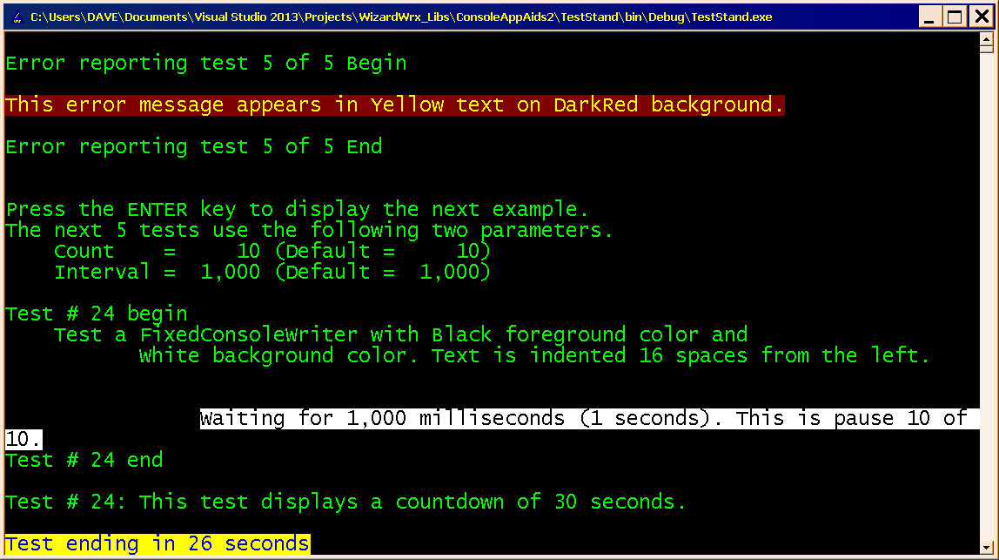 C:\Users\DAVE\Documents\Visual Studio 2013\Projects\WizardWrx_Libs\ConsoleAppAids2\TestStand\bin\Debug\TestStand.exe
Error reporting test 5 of 5 Begin
This error message appears in Yellow text on DarkRed background.
Error reporting test 5 of 5 End
Press the ENTER key to display the next example.
The next 5 tests use the following two parameters.
    Count    =     10 (Default =     10)
    Interval =  1,000 (Default =  1,000)
Test # 24 begin
    Test a FixedConsoleWriter with Black foreground color and
           White background color. Text is indented 16 spaces from the left.
                Waiting for 1,000 milliseconds (1 seconds). This is pause 10 of
10.
Test # 24 end
Test # 24: This test displays a countdown of 30 seconds.
Test ending in 26 seconds